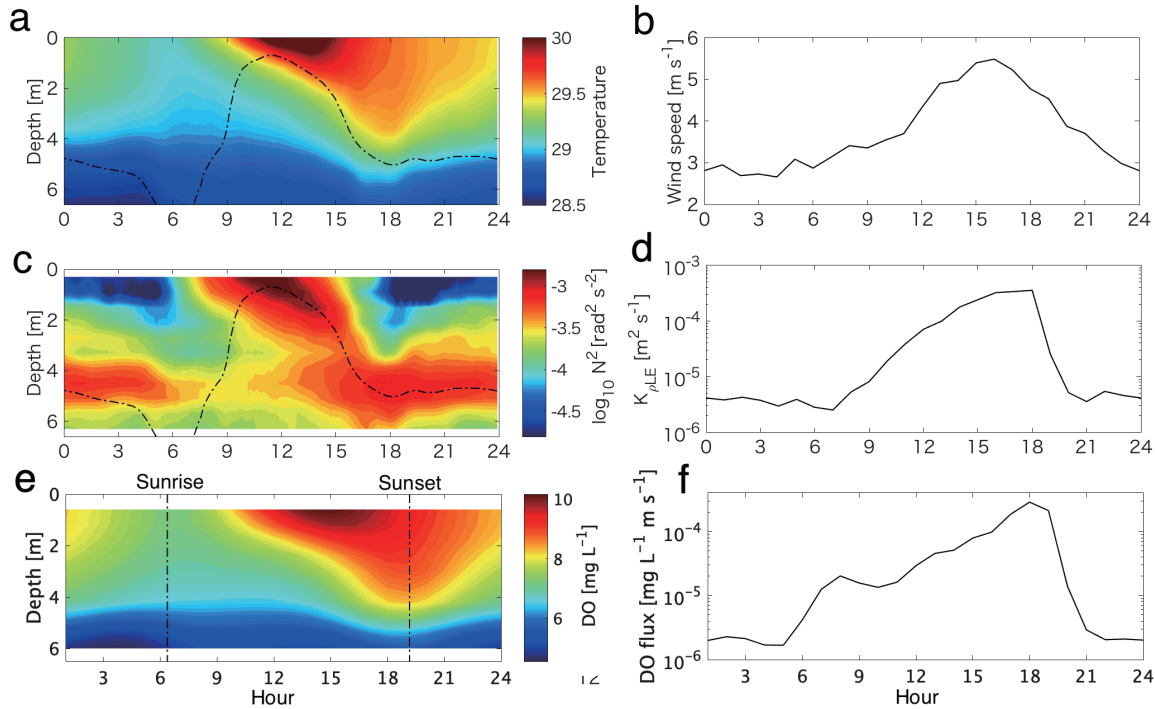 a
Depth [m]
0
2
4
6
0 3 6 9 12 15 18 21 24
30
29.5
29
28.5
Temperature
b
Wind speed [m s⁻¹]
6
5
4
3
2
0 3 6 9 12 15 18 21 24
c
Depth [m]
0
2
4
6
0 3 6 9 12 15 18 21 24
-3
-3.5
-4
-4.5
log₁₀ N² [rad² s⁻²]
d
K_ρLE [m² s⁻¹]
10⁻³
10⁻⁴
10⁻⁵
10⁻⁶
0 3 6 9 12 15 18 21 24
e
Sunrise Sunset
Depth [m]
0
2
4
6
3 6 9 12 15 18 21 24
Hour
10
8
6
DO [mg L⁻¹]
f
DO flux [mg L⁻¹ m s⁻¹]
10⁻⁴
10⁻⁵
10⁻⁶
3 6 9 12 15 18 21 24
Hour